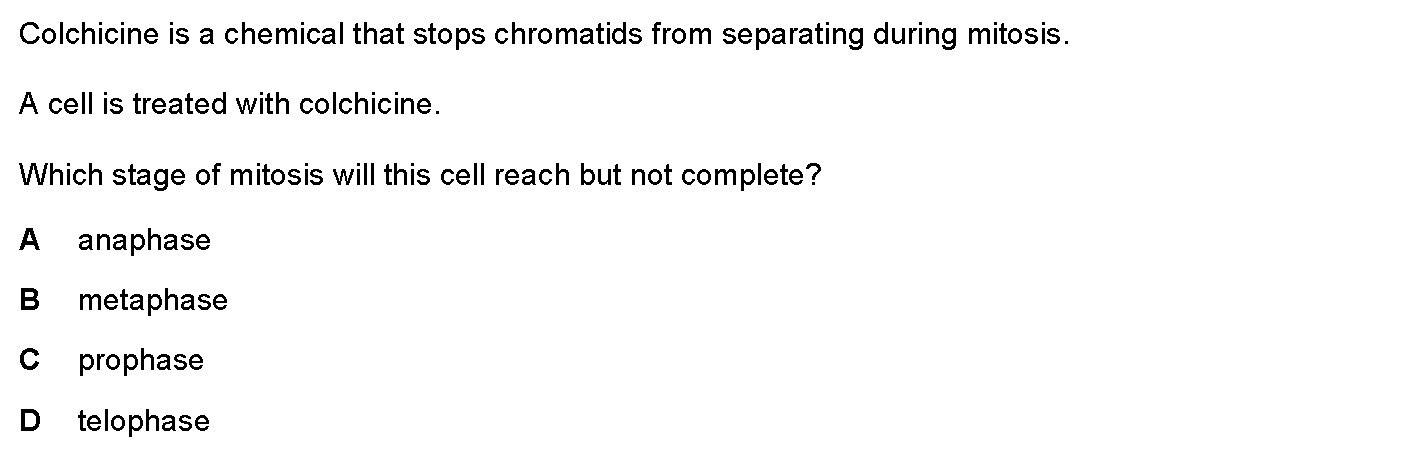 Colchicine is a chemical that stops chromatids from separating during mitosis.
A cell is treated with colchicine.
Which stage of mitosis will this cell reach but not complete?
A anaphase
B metaphase
C prophase
D telophase